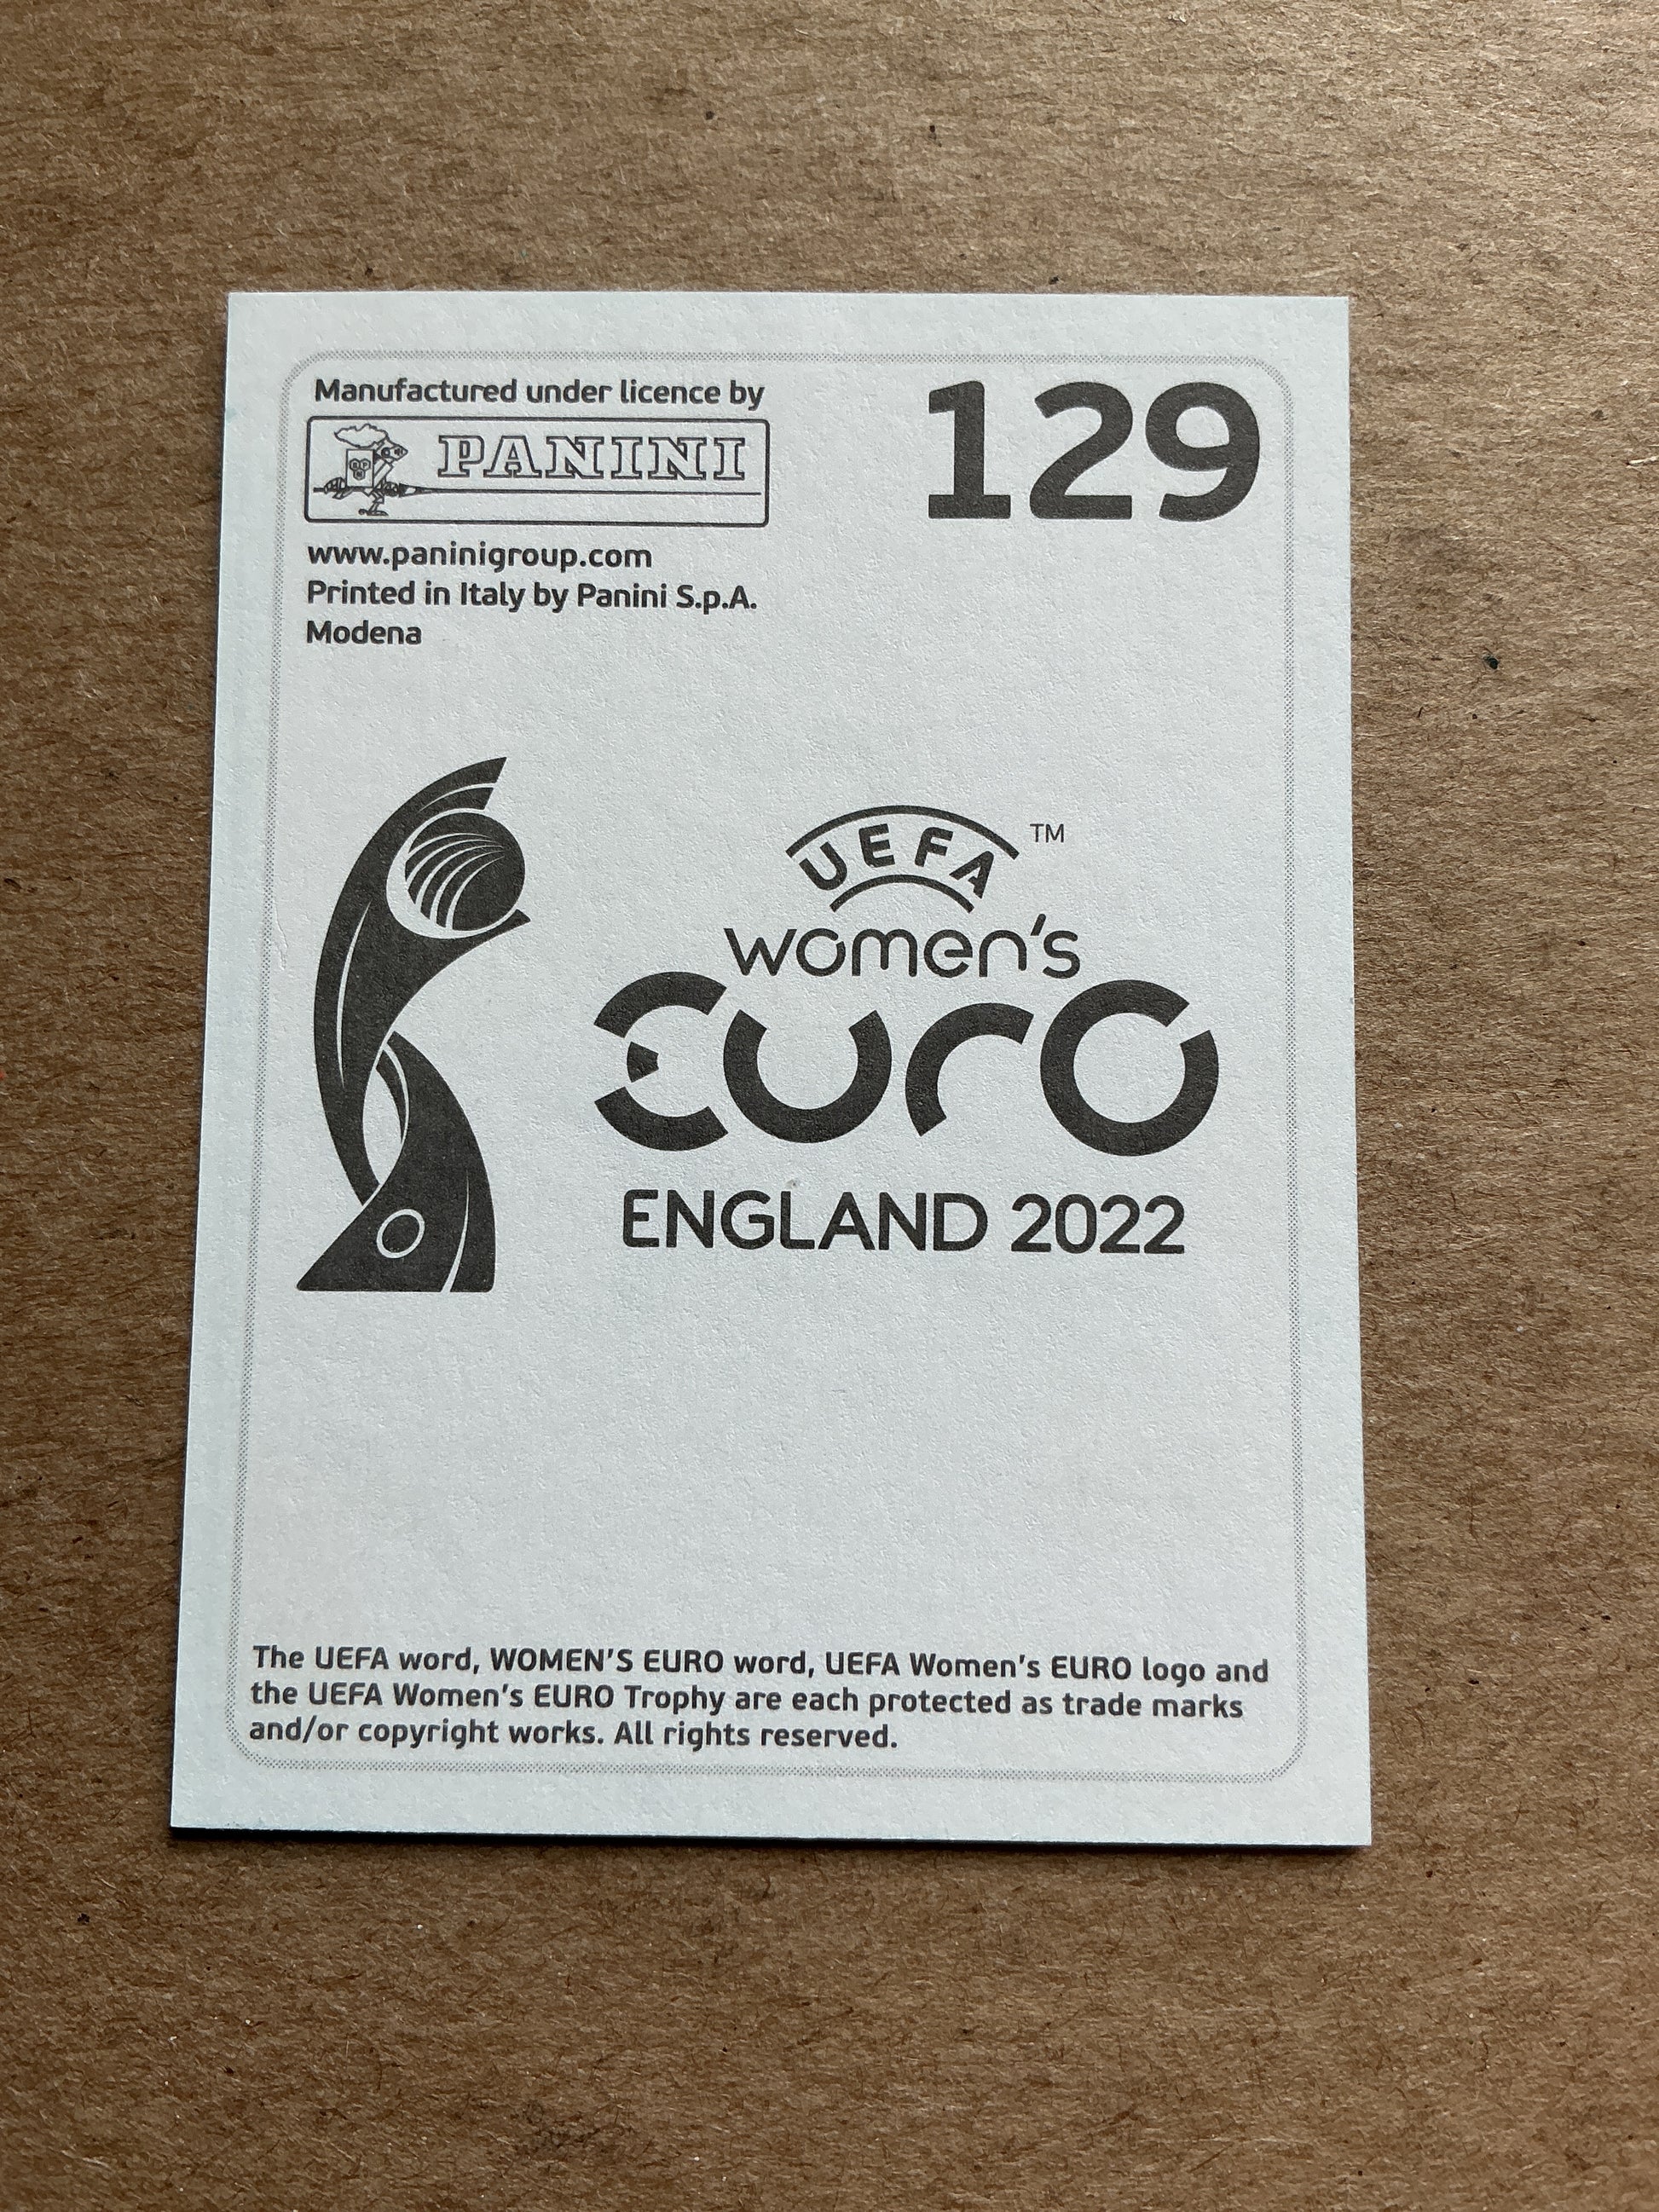 Manufactured under licence by
PANINI
129
www.paninigroup.com
Printed in Italy by Panini S.p.A.
Modena
UEFA TM
women's
EURO
ENGLAND 2022
The UEFA word, WOMEN'S EURO word, UEFA Women's EURO logo and
the UEFA Women's EURO Trophy are each protected as trade marks
and/or copyright works. All rights reserved.